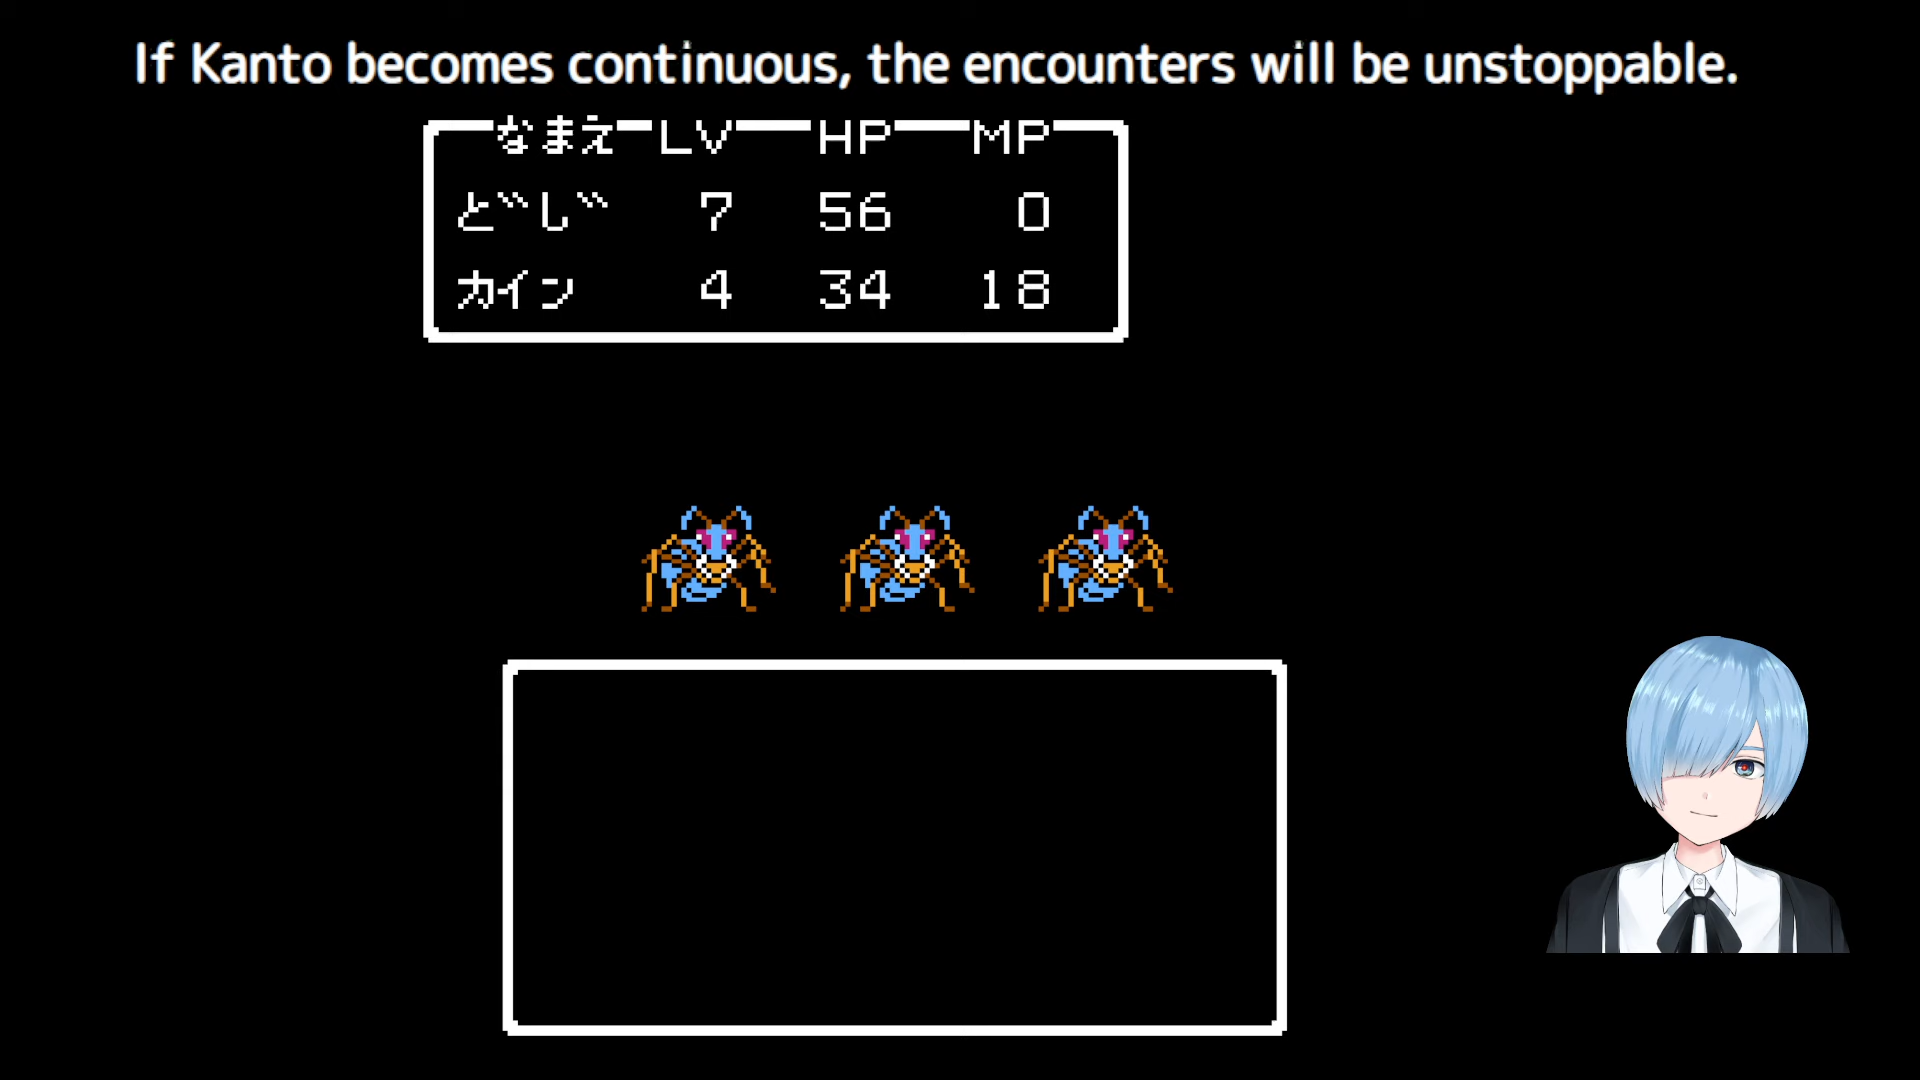 If Kanto becomes continuous, the encounters will be unstoppable.
なまえ LV HP MP
どじ 7 56 0
カイン 4 34 18